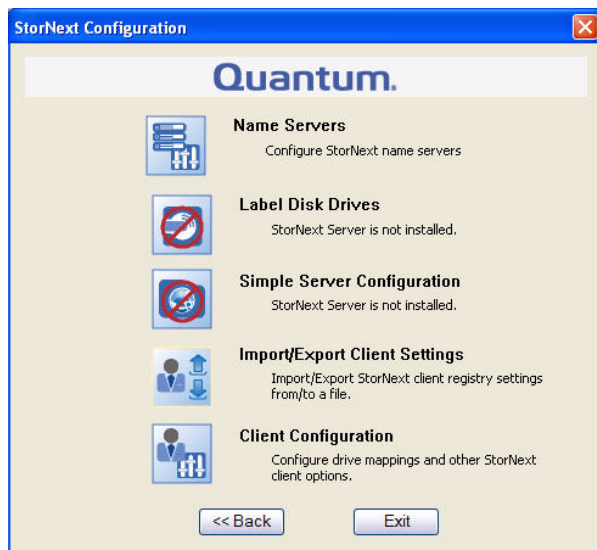 StorNext Configuration
Quantum.
Name Servers
Configure StorNext name servers
Label Disk Drives
StorNext Server is not installed.
Simple Server Configuration
StorNext Server is not installed.
Import/Export Client Settings
Import/Export StorNext client registry settings
from/to a file.
Client Configuration
Configure drive mappings and other StorNext
client options.
<< Back
Exit